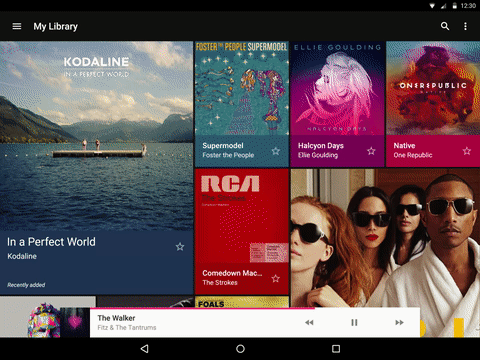 12:30
My Library
KODALINE
IN A PERFECT WORLD
In a Perfect World
Kodaline
Recently added
FOSTER THE PEOPLE SUPERMODEL
Supermodel
Foster the People
ELLIE GOULDING
HALCYON DAYS
Halcyon Days
Ellie Goulding
ONEREPUBLIC
NATIVE
Native
One Republic
RCA
Comedown Mac...
The Strokes
FOALS
The Walker
Fitz & The Tantrums